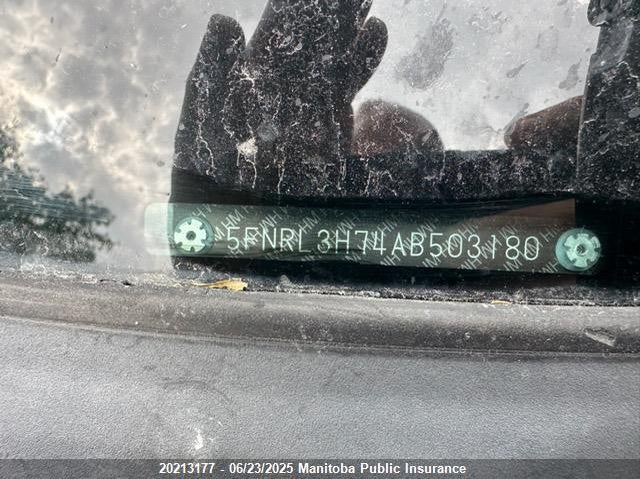 5FNRL3H74AB503180
20213177 - 06/23/2025 Manitoba Public Insurance